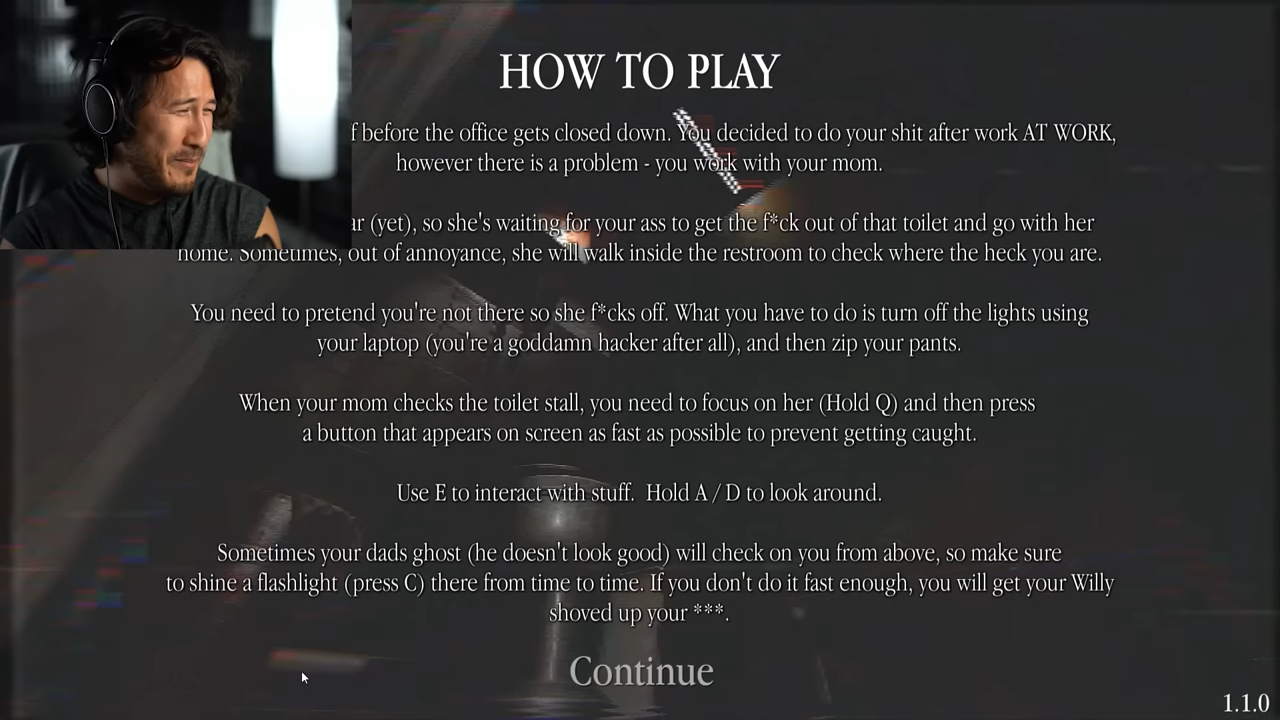 HOW TO PLAY
f before the office gets closed down. You decided to do your shit after work AT WORK,
however there is a problem - you work with your mom.
ar (yet), so she's waiting for your ass to get the f*ck out of that toilet and go with her
home. Sometimes, out of annoyance, she will walk inside the restroom to check where the heck you are.
You need to pretend you're not there so she f*cks off. What you have to do is turn off the lights using
your laptop (you're a goddamn hacker after all), and then zip your pants.
When your mom checks the toilet stall, you need to focus on her (Hold Q) and then press
a button that appears on screen as fast as possible to prevent getting caught.
Use E to interact with stuff. Hold A / D to look around.
Sometimes your dads ghost (he doesn't look good) will check on you from above, so make sure
to shine a flashlight (press C) there from time to time. If you don't do it fast enough, you will get your Willy
shoved up your ***.
Continue
1.1.0